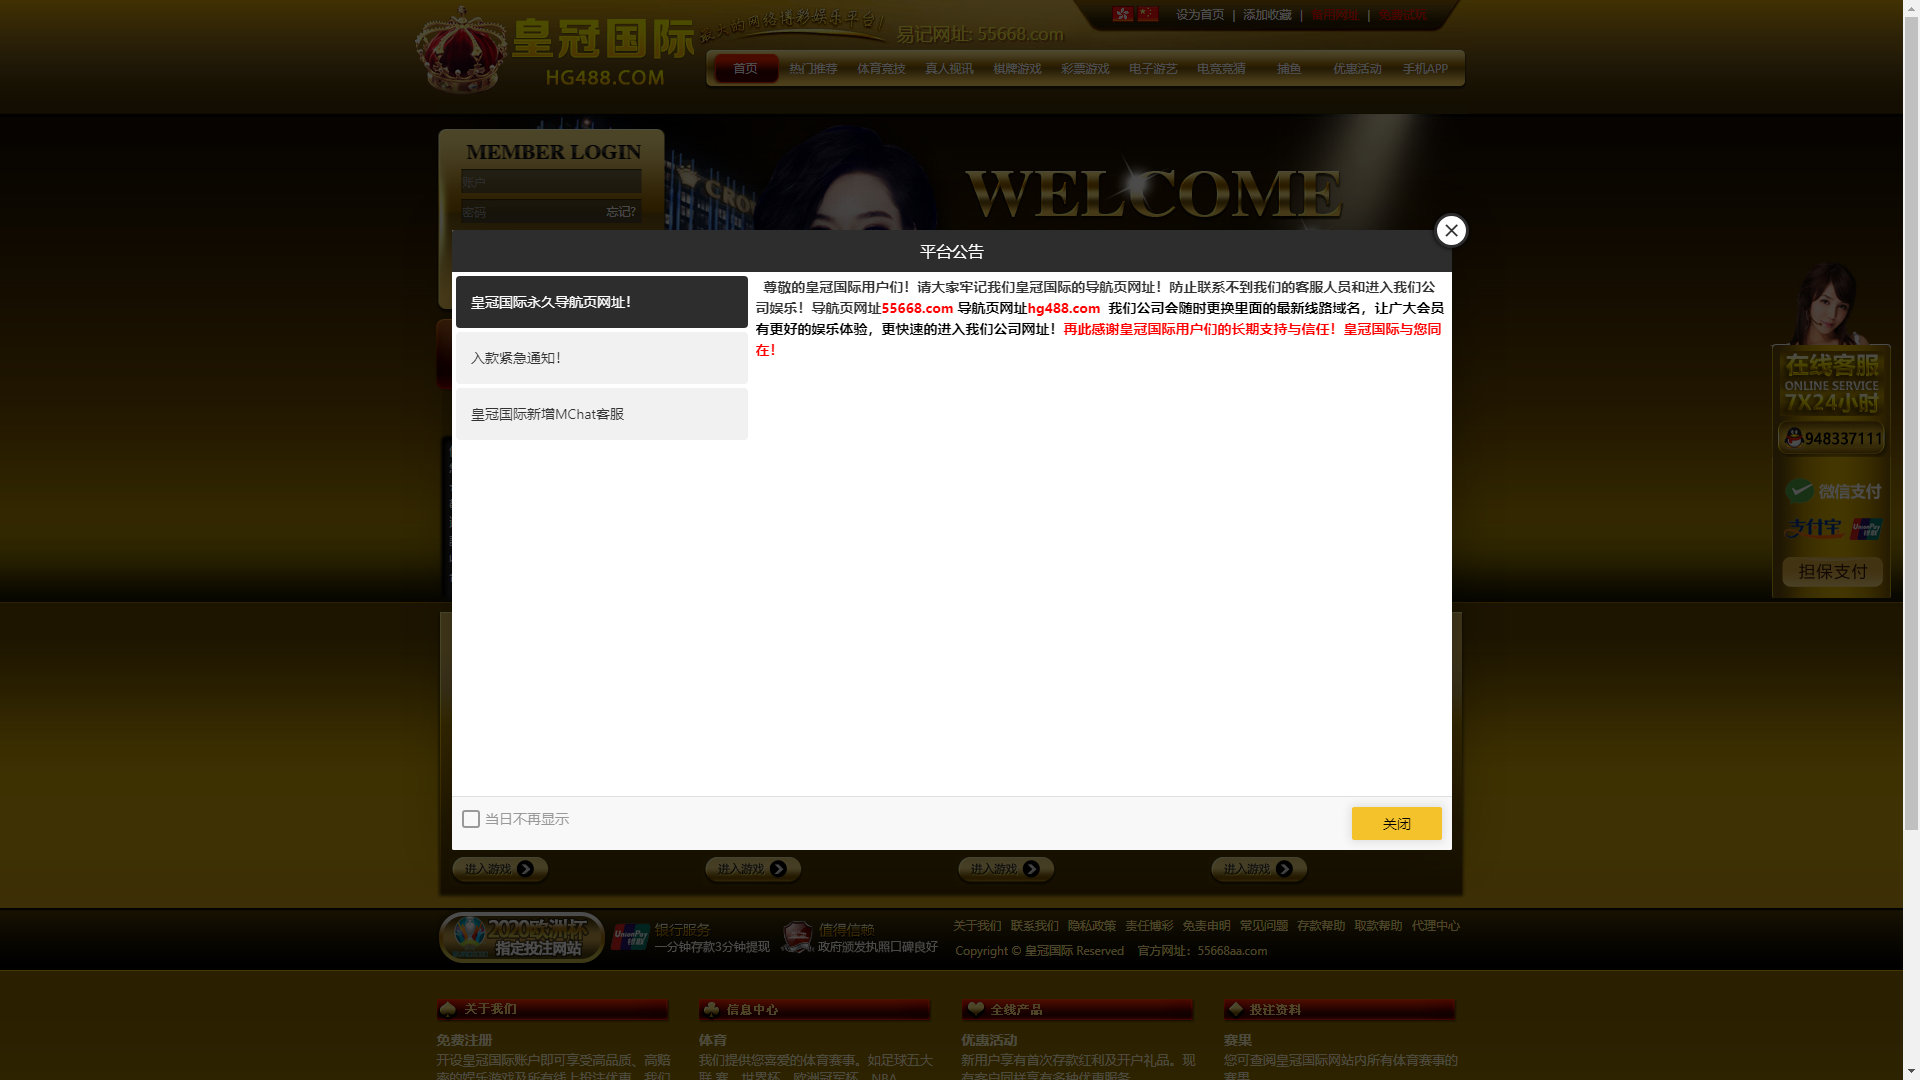 皇冠国际
HG488.COM
最大的网络博彩娱乐平台!
易记网址: 55668.com
设为首页 | 添加收藏 |
首页 热门推荐 体育竞技 真人视讯 棋牌游戏 彩票游戏 电子游艺 电竞竞猜 捕鱼 优惠活动 手机APP
MEMBER LOGIN
账户
密码 忘记?
WELCOME
平台公告
皇冠国际永久导航页网址！
入款紧急通知！
皇冠国际新增MChat客服
尊敬的皇冠国际用户们！请大家牢记我们皇冠国际的导航页网址！防止联系不到我们的客服人员和进入我们公
司娱乐！导航页网址55668.com 导航页网址hg488.com 我们公司会随时更换里面的最新线路域名，让广大会员
有更好的娱乐体验，更快速的进入我们公司网址！再此感谢皇冠国际用户们的长期支持与信任！皇冠国际与您同
在！
当日不再显示
关闭
在线客服
ONLINE SERVICE
7X24小时
948337111
微信支付
支付宝 UnionPay 银联
担保支付
进入游戏 进入游戏 进入游戏 进入游戏
2020欧洲杯
指定投注网站
UnionPay 银联
银行服务
一分钟存款3分钟提现
值得信赖
政府颁发执照口碑良好
关于我们 联系我们 隐私政策 责任博彩 免责申明 常见问题 存款帮助 取款帮助 代理中心
Copyright © 皇冠国际 Reserved 官方网址：55668aa.com
关于我们
免费注册
开设皇冠国际账户即可享受高品质、高赔
率的娱乐游戏及所有线上投注优惠。我们
信息中心
体育
我们提供您喜爱的体育赛事。如足球五大
联 赛、世界杯、欧洲冠军杯、NBA、
全线产品
优惠活动
新用户享有首次存款红利及开户礼品。现
有客户同样享有多种优惠服务。
投注资料
赛果
您可查阅皇冠国际网站内所有体育赛事的
赛果。